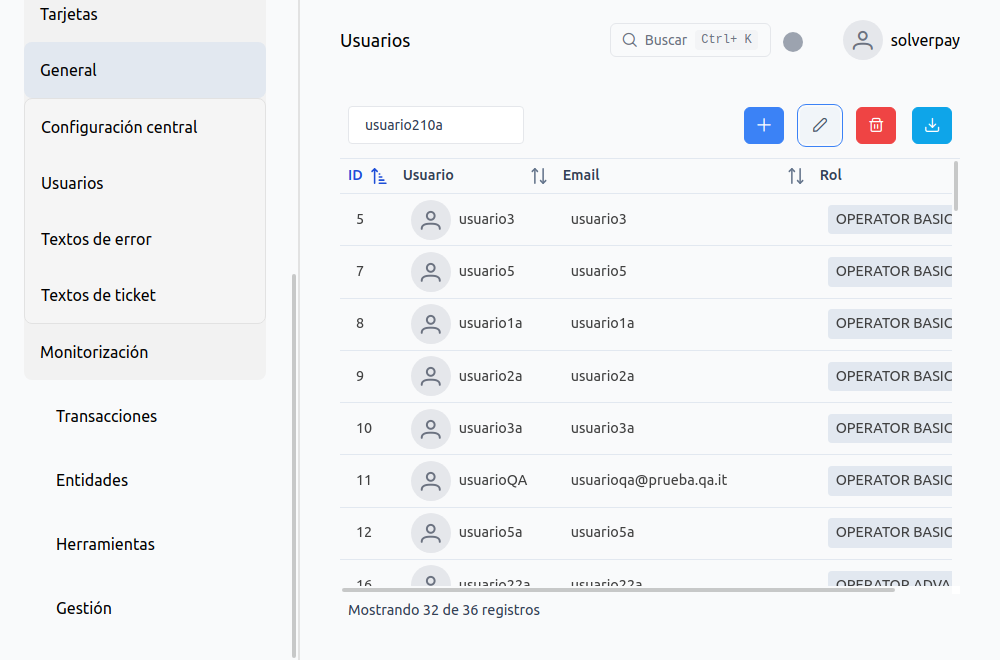 Tarjetas
General
Configuración central
Usuarios
Textos de error
Textos de ticket
Monitorización
Transacciones
Entidades
Herramientas
Gestión
Usuarios
Buscar Ctrl+ K
solverpay
usuario210a
ID Usuario Email Rol
5 usuario3 usuario3 OPERATOR BASIC
7 usuario5 usuario5 OPERATOR BASIC
8 usuario1a usuario1a OPERATOR BASIC
9 usuario2a usuario2a OPERATOR BASIC
10 usuario3a usuario3a OPERATOR BASIC
11 usuarioQA usuarioqa@prueba.qa.it OPERATOR BASIC
12 usuario5a usuario5a OPERATOR BASIC
16 usuario22a usuario22a OPERATOR ADVA
Mostrando 32 de 36 registros